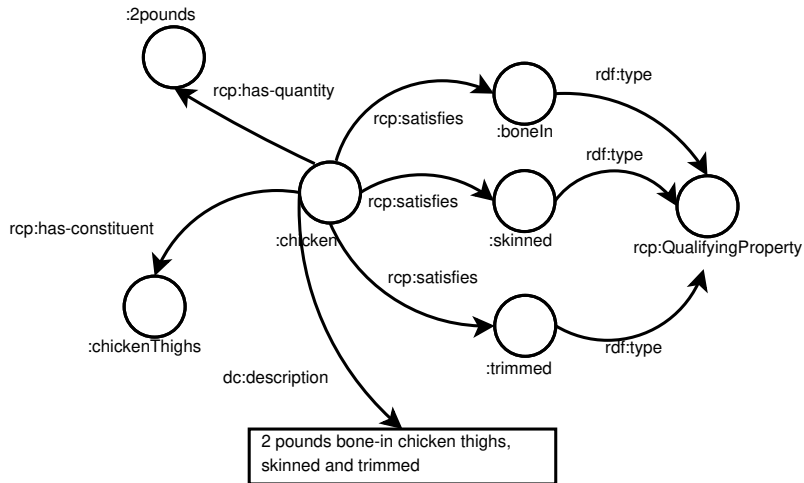 :2pounds
rcp:has-quantity
rcp:satisfies
:boneIn
rdf:type
rcp:has-constituent
:chicken
rcp:satisfies
:skinned
rdf:type
rcp:QualifyingProperty
rcp:satisfies
:chickenThighs
:trimmed
rdf:type
dc:description
2 pounds bone-in chicken thighs,
skinned and trimmed